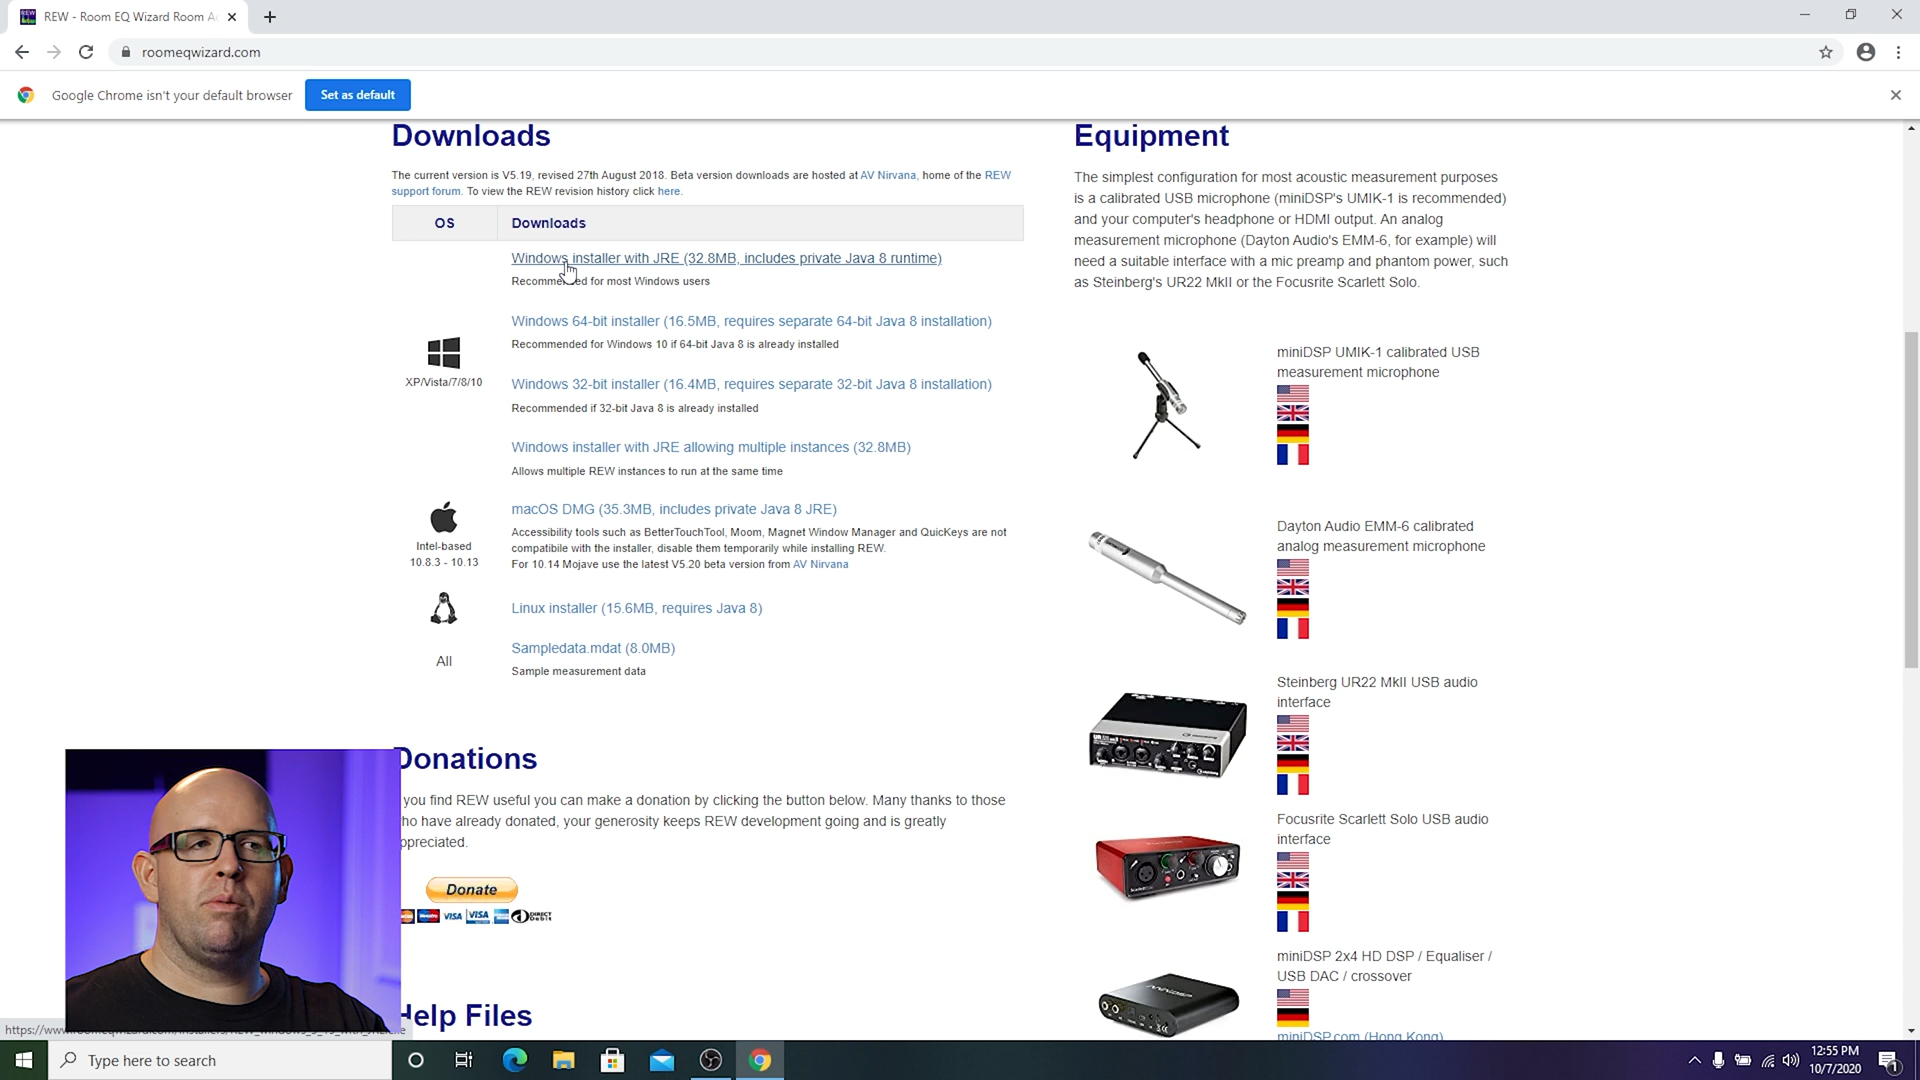 REW - Room EQ Wizard Room Ac
roomeqwizard.com
Google Chrome isn't your default browser
Set as default
Downloads
The current version is V5.19, revised 27th August 2018. Beta version downloads are hosted at AV Nirvana, home of the REW
support forum. To view the REW revision history click here.
OS
Downloads
Windows installer with JRE (32.8MB, includes private Java 8 runtime)
Recommended for most Windows users
Windows 64-bit installer (16.5MB, requires separate 64-bit Java 8 installation)
Recommended for Windows 10 if 64-bit Java 8 is already installed
XP/Vista/7/8/10
Windows 32-bit installer (16.4MB, requires separate 32-bit Java 8 installation)
Recommended if 32-bit Java 8 is already installed
Windows installer with JRE allowing multiple instances (32.8MB)
Allows multiple REW instances to run at the same time
macOS DMG (35.3MB, includes private Java 8 JRE)
Accessibility tools such as BetterTouchTool, Moom, Magnet Window Manager and QuicKeys are not
compatibile with the installer, disable them temporarily while installing REW.
For 10.14 Mojave use the latest V5.20 beta version from AV Nirvana
Intel-based
10.8.3 - 10.13
Linux installer (15.6MB, requires Java 8)
All
Sampledata.mdat (8.0MB)
Sample measurement data
Donations
you find REW useful you can make a donation by clicking the button below. Many thanks to those
ho have already donated, your generosity keeps REW development going and is greatly
ppreciated.
Donate
VISA
VISA
DIRECT
Debit
Help Files
Equipment
The simplest configuration for most acoustic measurement purposes
is a calibrated USB microphone (miniDSP's UMIK-1 is recommended)
and your computer's headphone or HDMI output. An analog
measurement microphone (Dayton Audio's EMM-6, for example) will
need a suitable interface with a mic preamp and phantom power, such
as Steinberg's UR22 MkII or the Focusrite Scarlett Solo.
miniDSP UMIK-1 calibrated USB
measurement microphone
Dayton Audio EMM-6 calibrated
analog measurement microphone
Steinberg UR22 MkII USB audio
interface
Focusrite Scarlett Solo USB audio
interface
miniDSP 2x4 HD DSP / Equaliser /
USB DAC / crossover
miniDSP.com (Hong Kong)
Type here to search
12:55 PM
10/7/2020
1